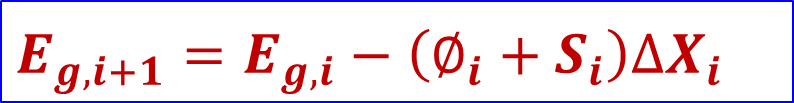 E_{g,i+1} = E_{g,i} − (∅_i + S_i)ΔX_i